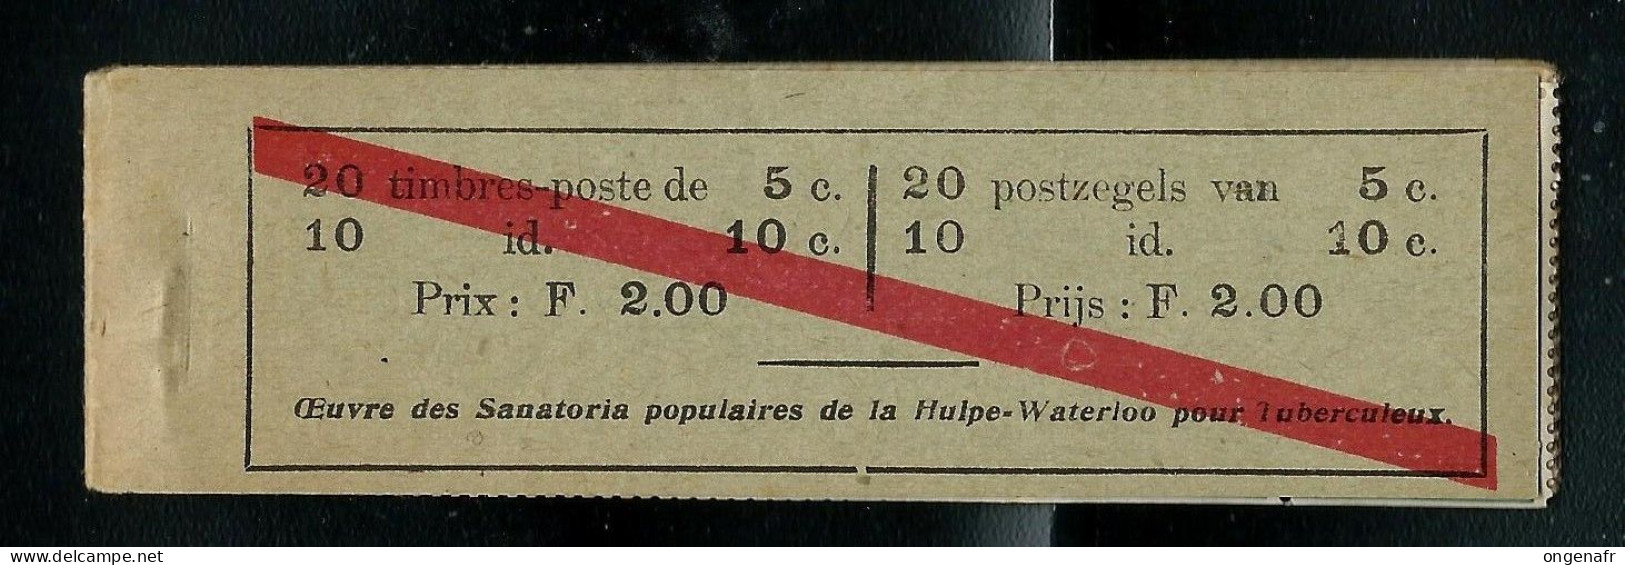 20 timbres-poste de 5 c.
10 id. 10 c.
Prix : F. 2.00
20 postzegels van 5 c.
10 id. 10 c.
Prijs : F. 2.00
Œuvre des Sanatoria populaires de la Hulpe-Waterloo pour Tuberculeux.
www.delcampe.net
ongenafr